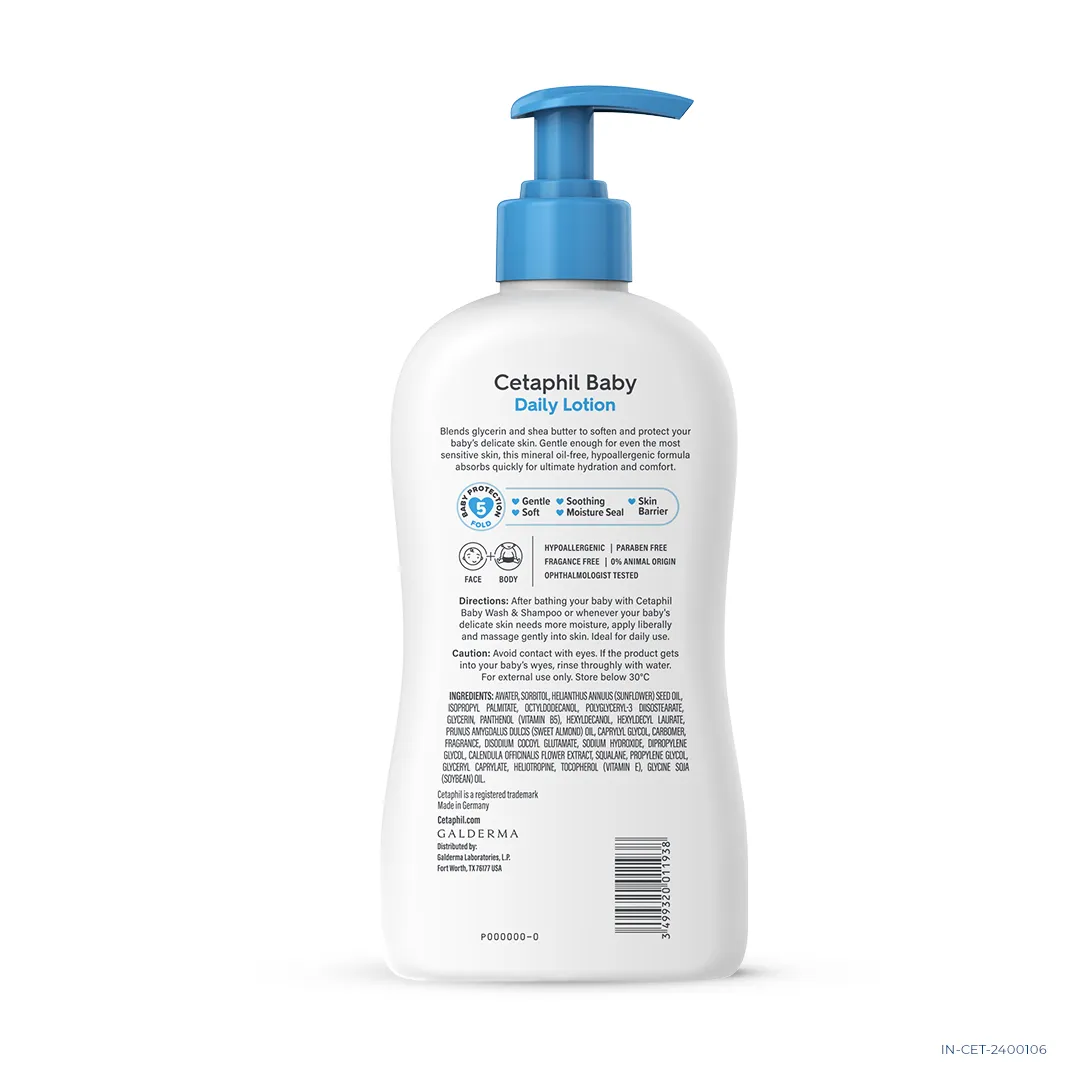 Cetaphil Baby
Daily Lotion
Blends glycerin and shea butter to soften and protect your
baby's delicate skin. Gentle enough for even the most
sensitive skin, this mineral oil-free, hypoallergenic formula
absorbs quickly for ultimate hydration and comfort.
BABY PROTECTION
5
FOLD
Gentle Soothing Skin
Soft Moisture Seal Barrier
FACE + BODY
HYPOALLERGENIC | PARABEN FREE
FRAGANCE FREE | 0% ANIMAL ORIGIN
OPHTHALMOLOGIST TESTED
Directions: After bathing your baby with Cetaphil
Baby Wash & Shampoo or whenever your baby's
delicate skin needs more moisture, apply liberally
and massage gently into skin. Ideal for daily use.
Caution: Avoid contact with eyes. If the product gets
into your baby's wyes, rinse throughly with water.
For external use only. Store below 30°C
INGREDIENTS: AWATER, SORBITOL, HELIANTHUS ANNUUS (SUNFLOWER) SEED OIL,
ISOPROPYL PALMITATE, OCTYLDODECANOL, POLYGLYCERYL-3 DIISOSTEARATE,
GLYCERIN, PANTHENOL (VITAMIN B5), HEXYLDECANOL, HEXYLDECYL LAURATE,
PRUNUS AMYGDALUS DULCIS (SWEET ALMOND) OIL, CAPRYLYL GLYCOL, CARBOMER,
FRAGRANCE, DISODIUM COCOYL GLUTAMATE, SODIUM HYDROXIDE, DIPROPYLENE
GLYCOL, CALENDULA OFFICINALIS FLOWER EXTRACT, SQUALANE, PROPYLENE GLYCOL,
GLYCERYL CAPRYLATE, HELIOTROPINE, TOCOPHEROL (VITAMIN E), GLYCINE SOJA
(SOYBEAN) OIL.
Cetaphil is a registered trademark
Made in Germany
Cetaphil.com
GALDERMA
Distributed by:
Galderma Laboratories, L.P.
Fort Worth, TX 76177 USA
3 499320 011938
P000000-0
IN-CET-2400106